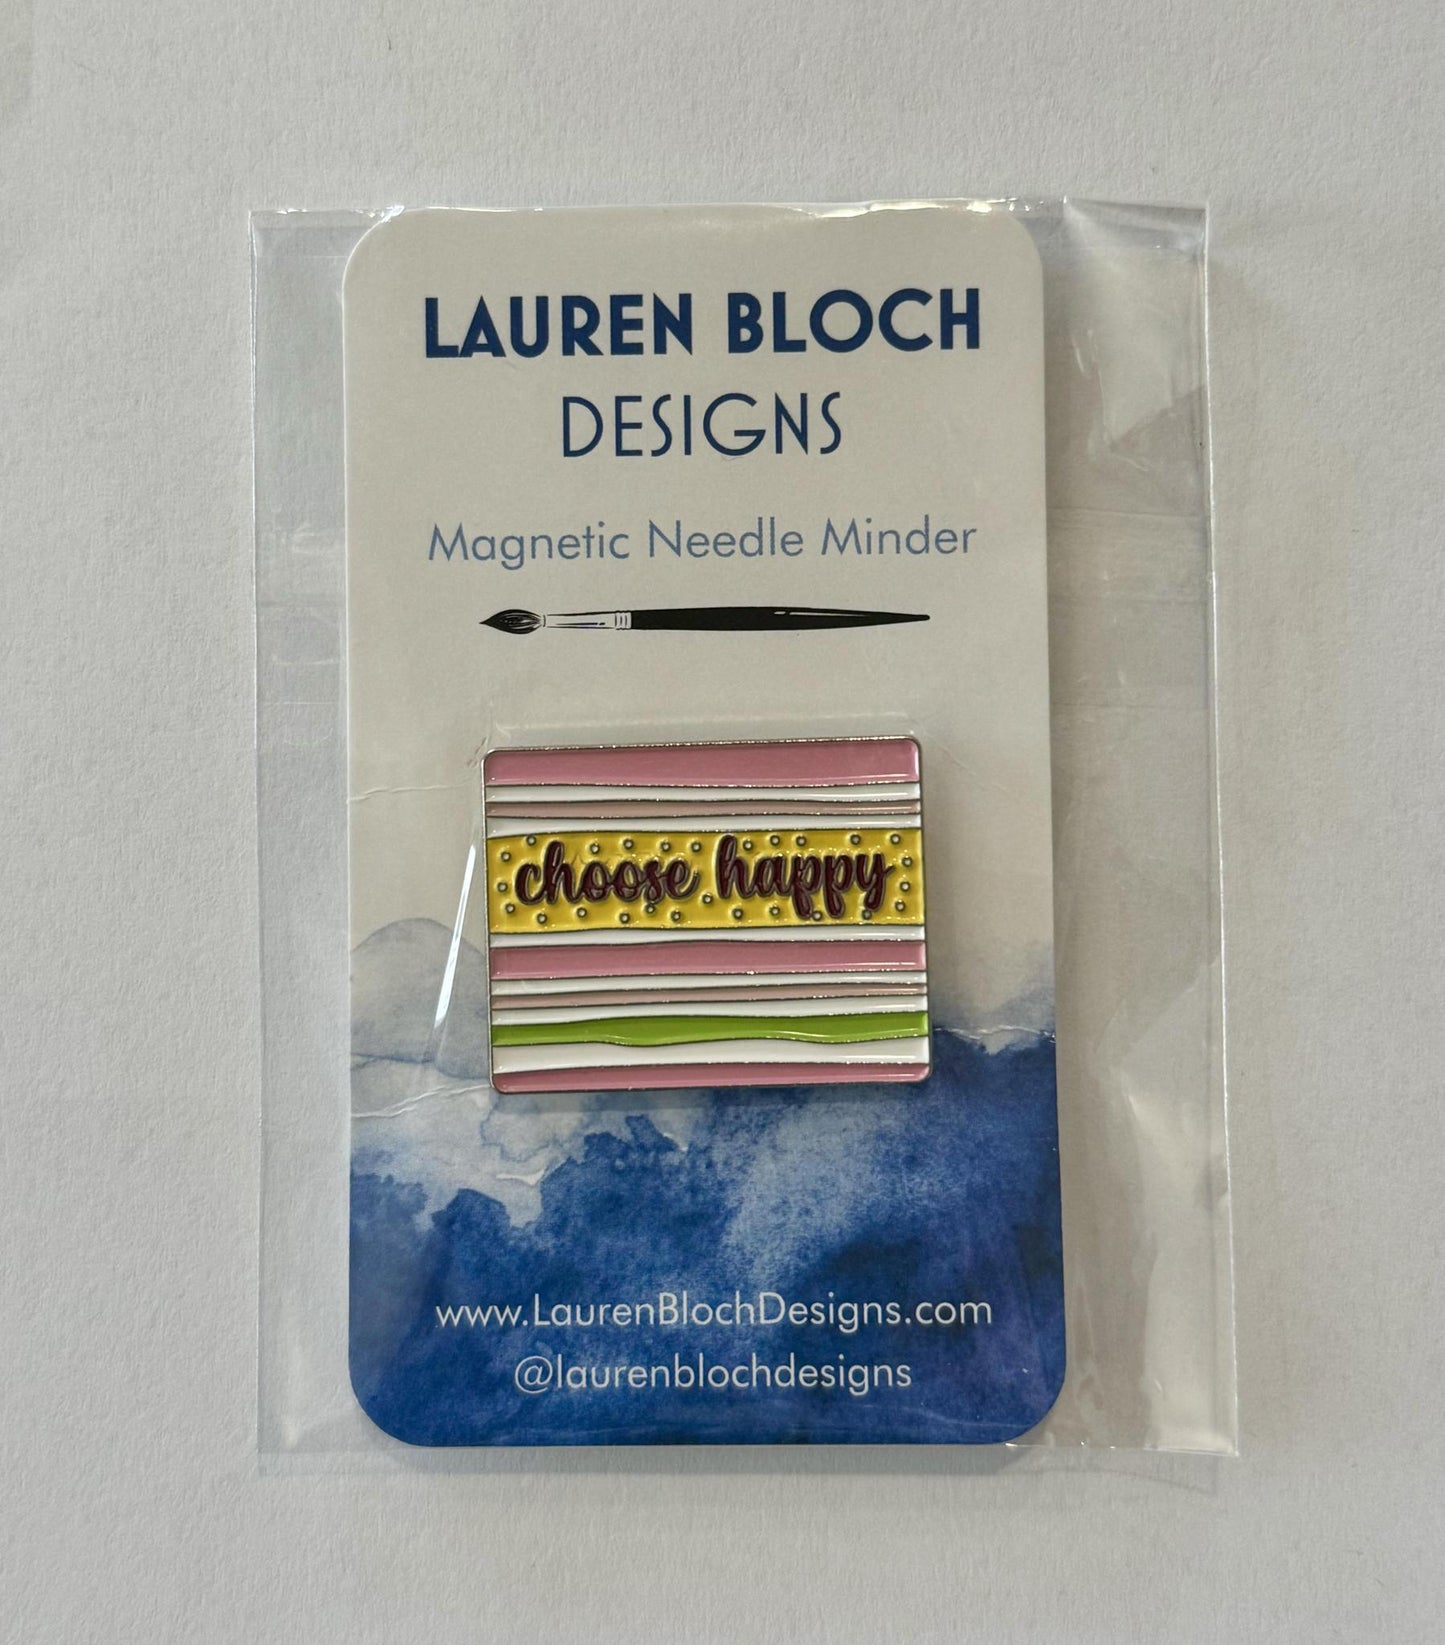 LAUREN BLOCH
DESIGNS
Magnetic Needle Minder
choose happy
www.LaurenBlochDesigns.com
@laurenblochdesigns